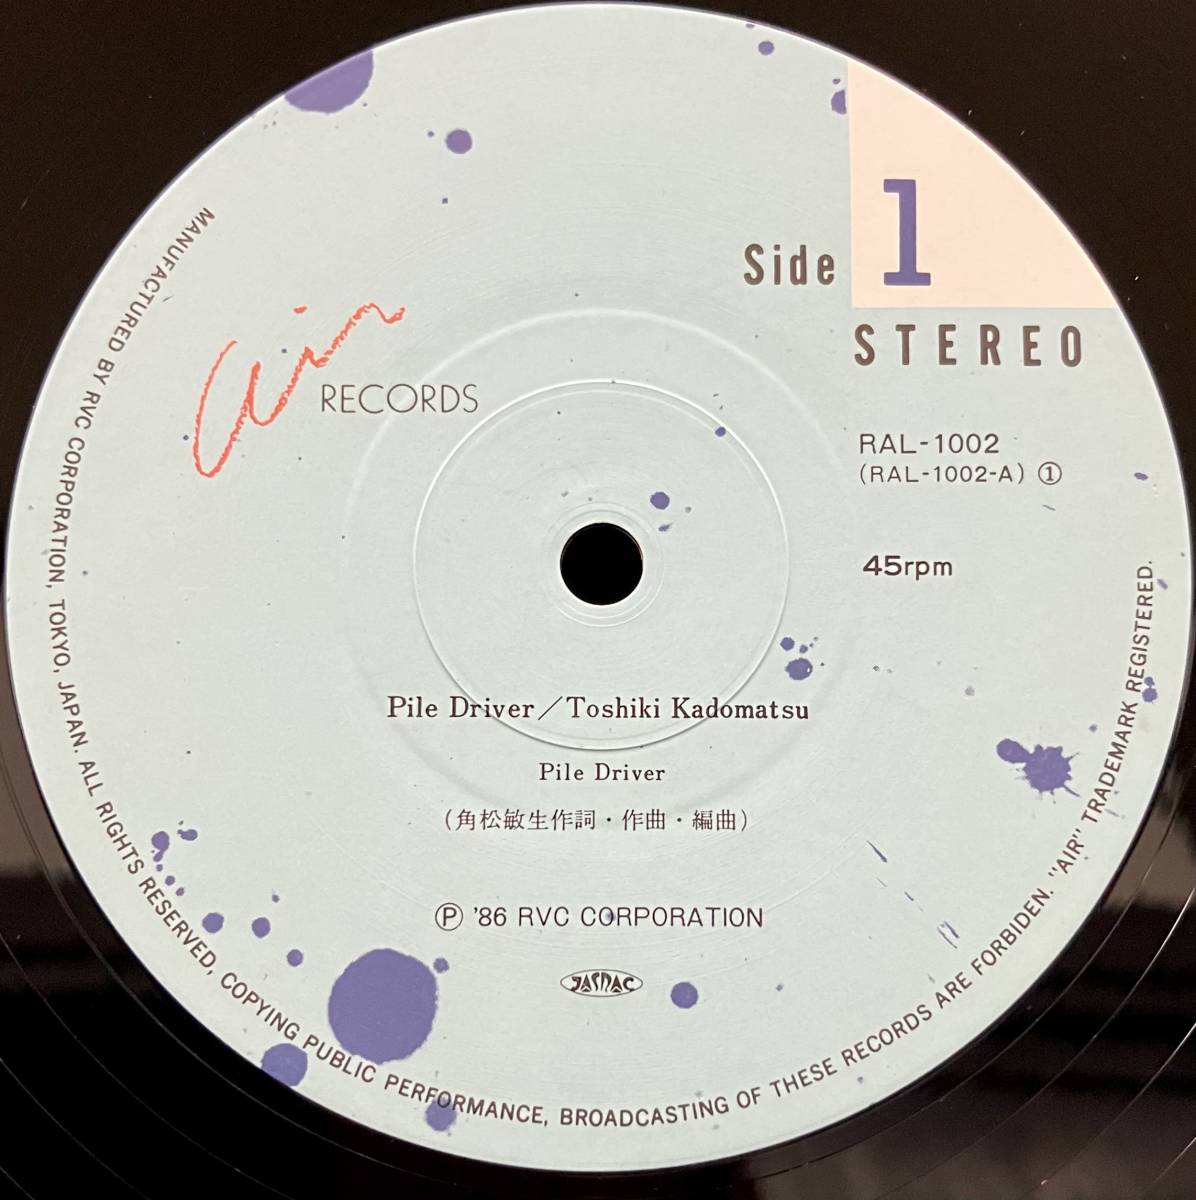 Air
RECORDS
Side 1
STEREO
RAL-1002
(RAL-1002-A) ①
45rpm
Pile Driver／Toshiki Kadomatsu
Pile Driver
(角松敏生作詞・作曲・編曲)
Ⓟ '86 RVC CORPORATION
JASRAC
MANUFACTURED BY RVC CORPORATION, TOKYO, JAPAN. ALL RIGHTS RESERVED, COPYING PUBLIC PERFORMANCE, BROADCASTING OF THESE RECORDS ARE FORBIDEN. "AIR" TRADEMARK REGISTERED.